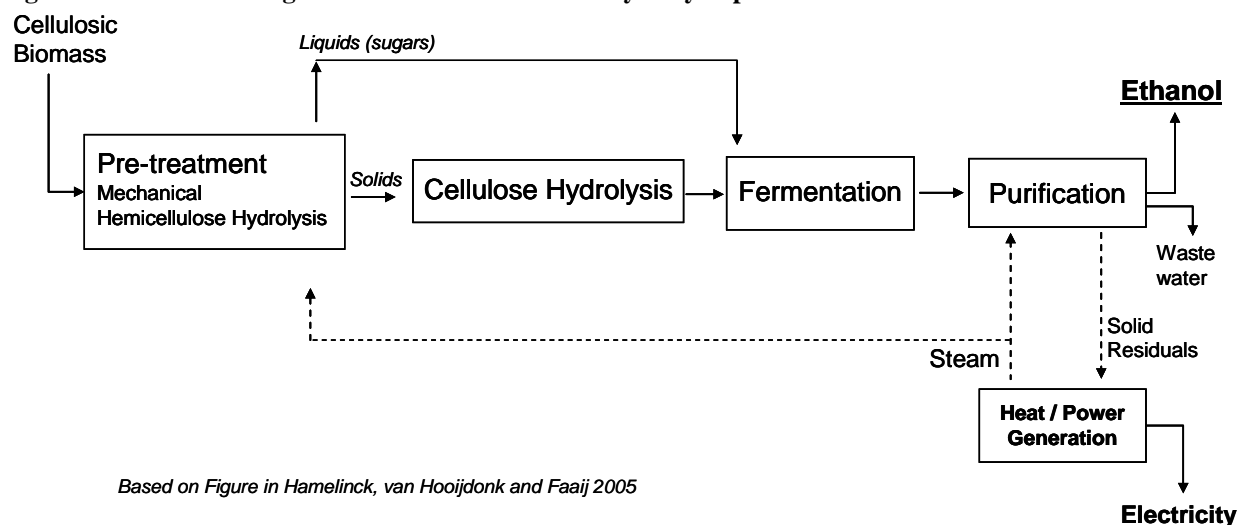 Cellulosic
Biomass
Liquids (sugars)
Ethanol
Pre-treatment
Mechanical
Hemicellulose Hydrolysis
Solids
Cellulose Hydrolysis
Fermentation
Purification
Waste
water
Solid
Residuals
Steam
Heat / Power
Generation
Based on Figure in Hamelinck, van Hooijdonk and Faaij 2005
Electricity